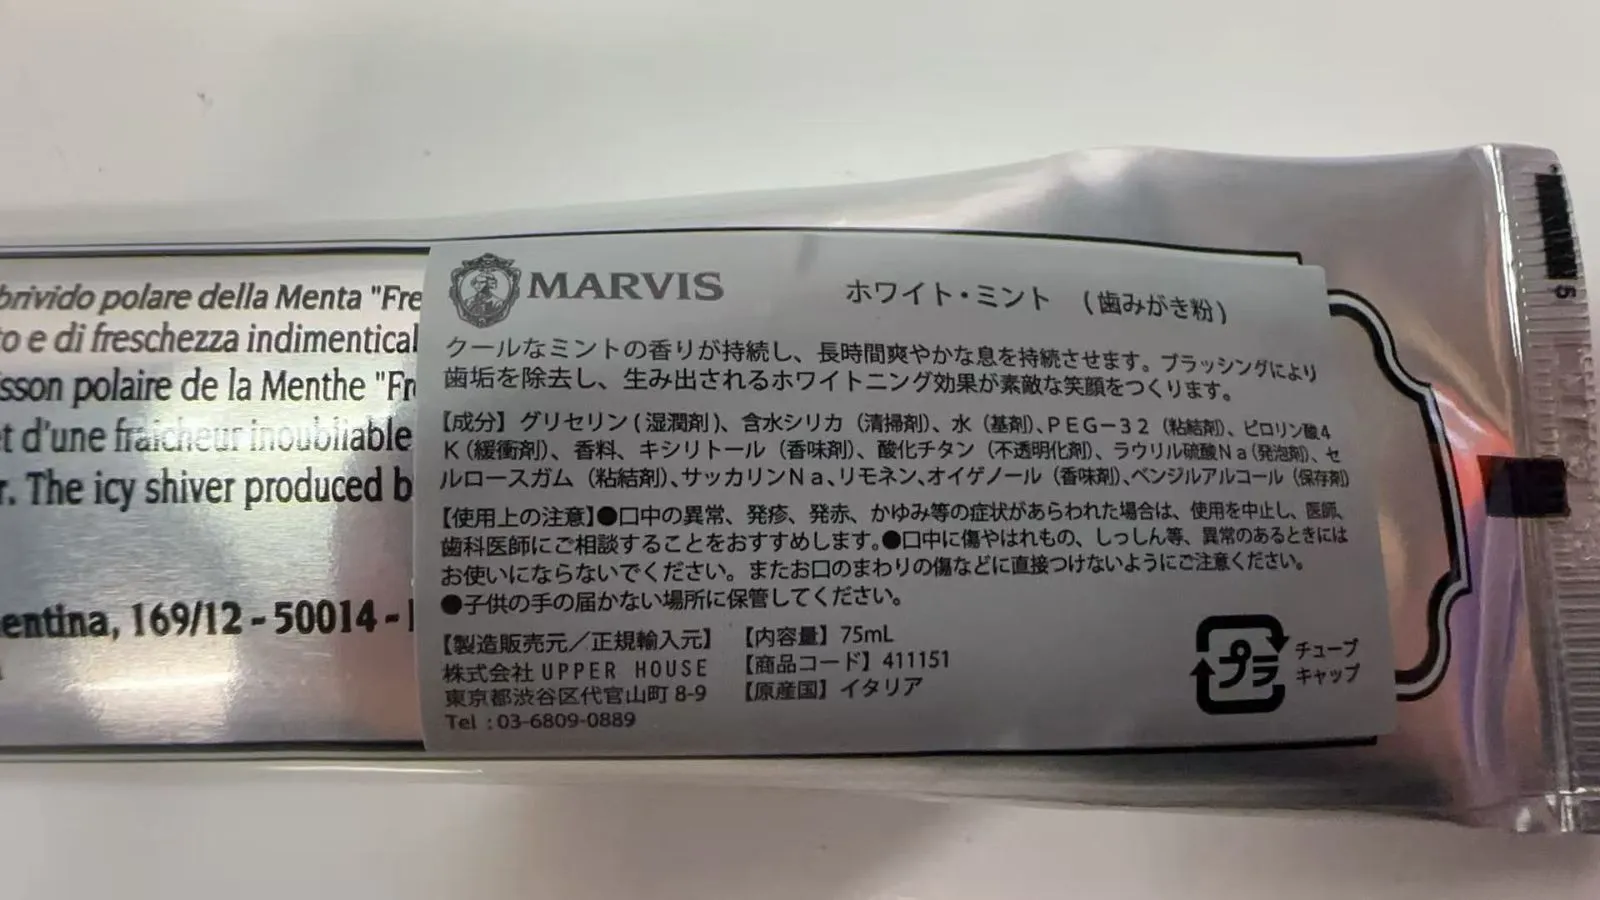 brivido polare della Menta "Fre
to e di freschezza indimentical
sson polaire de la Menthe "Fr
et d'une fraîcheur inoubliable
r. The icy shiver produced b
entina, 169/12 - 50014 -
MARVIS ホワイト・ミント (歯みがき粉)
クールなミントの香りが持続し、長時間爽やかな息を持続させます。ブラッシングにより
歯垢を除去し、生み出されるホワイトニング効果が素敵な笑顔をつくります。
【成分】グリセリン(湿潤剤)、含水シリカ(清掃剤)、水(基剤)、PEG-32(粘結剤)、ピロリン酸4
K(緩衝剤)、香料、キシリトール(香味剤)、酸化チタン(不透明化剤)、ラウリル硫酸Na(発泡剤)、セ
ルロースガム(粘結剤)、サッカリンNa、リモネン、オイゲノール(香味剤)、ベンジルアルコール(保存剤)
【使用上の注意】●口中の異常、発疹、発赤、かゆみ等の症状があらわれた場合は、使用を中止し、医師、
歯科医師にご相談することをおすすめします。●口中に傷やはれもの、しっしん等、異常のあるときには
お使いにならないでください。またお口のまわりの傷などに直接つけないようにご注意ください。
●子供の手の届かない場所に保管してください。
【製造販売元/正規輸入元】
株式会社 UPPER HOUSE
東京都渋谷区代官山町 8-9
Tel : 03-6809-0889
【内容量】75mL
【商品コード】411151
【原産国】イタリア
プラ
チューブ
キャップ
5